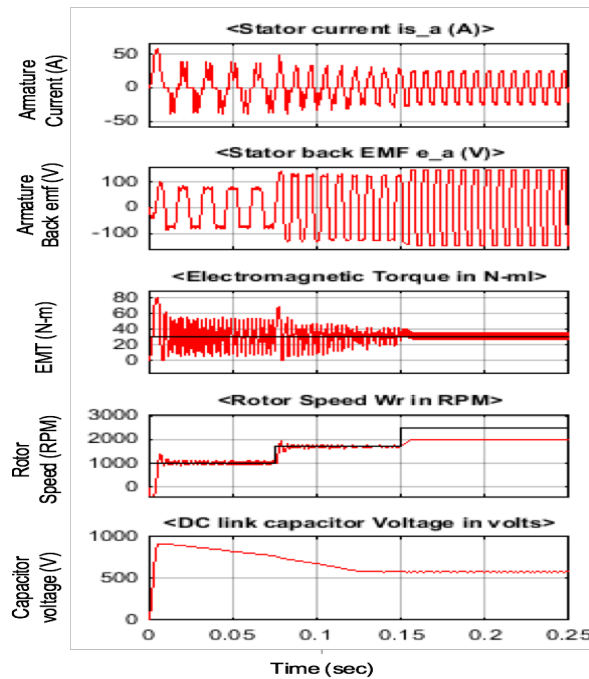 <Stator current is_a (A)>
Armature
Current (A)
50
0
-50
<Stator back EMF e_a (V)>
Armature
Back emf (V)
100
0
-100
<Electromagnetic Torque in N-ml>
EMT (N-m)
80
60
40
20
0
<Rotor Speed Wr in RPM>
Rotor
Speed (RPM)
3000
2000
1000
0
<DC link capacitor Voltage in volts>
Capacitor
voltage (V)
1000
500
0
0 0.05 0.1 0.15 0.2 0.25
Time (sec)